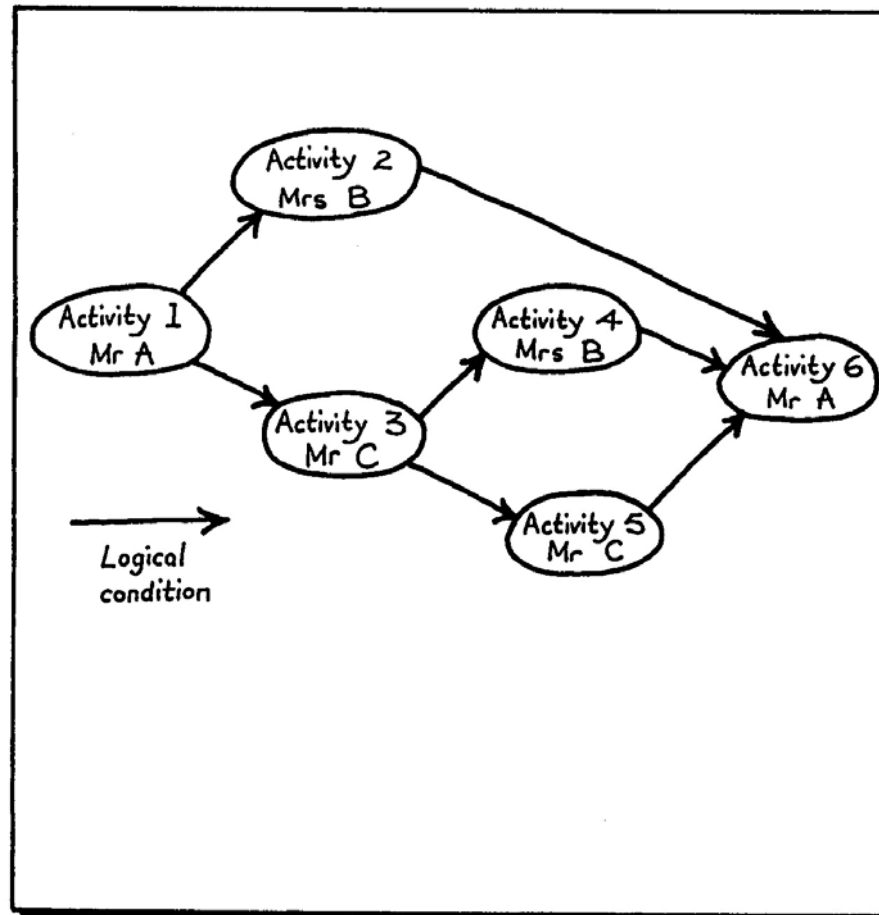 Activity 2
Mrs B
Activity 1
Mr A
Activity 4
Mrs B
Activity 6
Mr A
Activity 3
Mr C
Activity 5
Mr C
Logical
condition